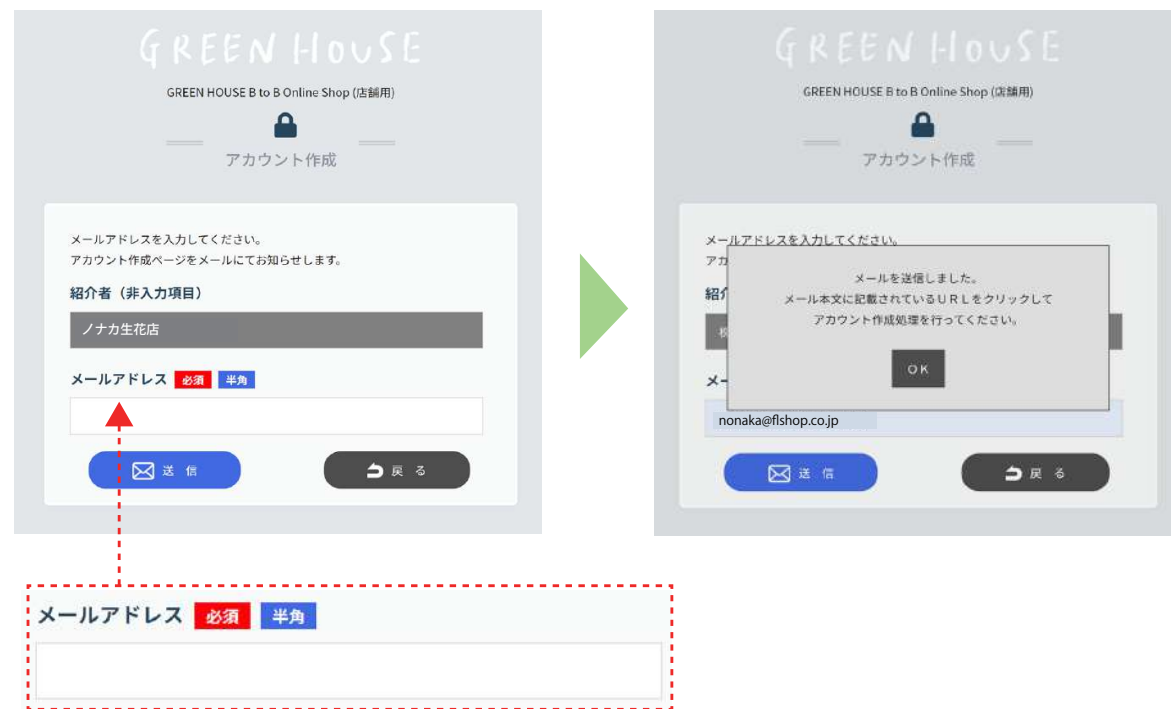 GREEN HOUSE
GREEN HOUSE B to B Online Shop (店舗用)
アカウント作成
メールアドレスを入力してください。
アカウント作成ページをメールにてお知らせします。
紹介者（非入力項目）
ノナカ生花店
メールアドレス 必須 半角
送 信
戻 る
メールアドレス 必須 半角
GREEN HOUSE
GREEN HOUSE B to B Online Shop (店舗用)
アカウント作成
メールアドレスを入力してください。
アカ
紹介
メールを送信しました。
メール本文に記載されているＵＲＬをクリックして
アカウント作成処理を行ってください。
OK
メー
nonaka@flshop.co.jp
送 信
戻 る